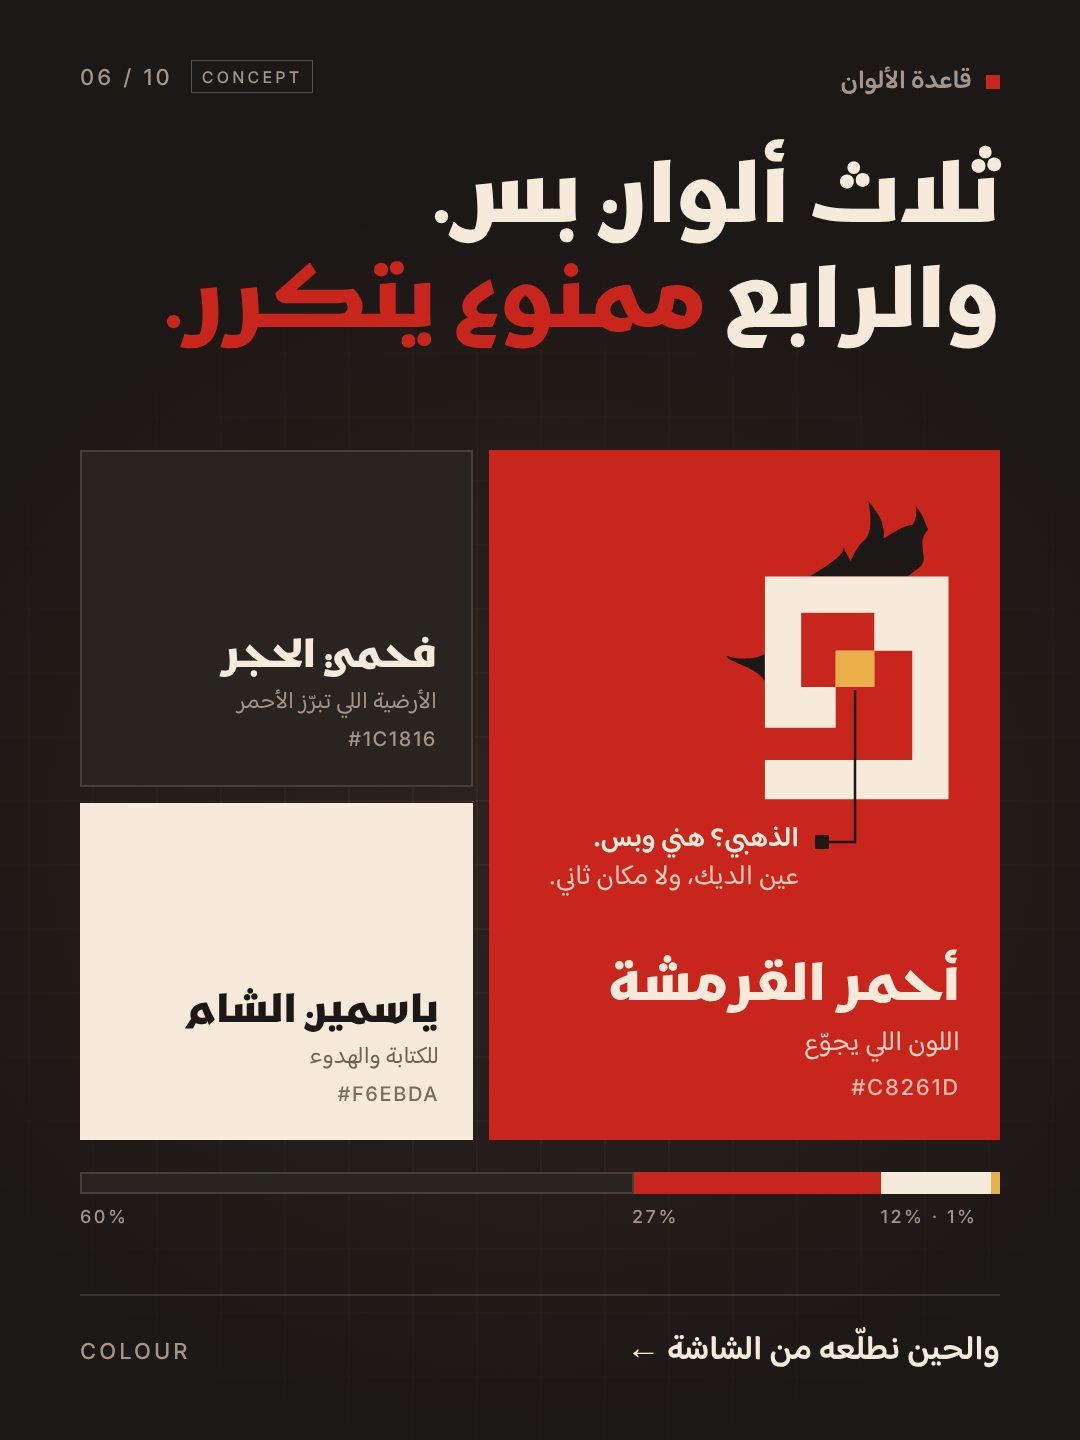 06 / 10 CONCEPT
قاعدة الألوان
ثلاث ألوان بس.
والرابع ممنوع يتكرر.
الذهبي؟ هني وبس.
عين الديك، ولا مكان ثاني.
أحمر القرمشة
اللون اللي يجوّع
#C8261D
فحمي الحجر
الأرضية اللي تبرّز الأحمر
#1C1816
ياسمين الشام
للكتابة والهدوء
#F6EBDA
60% 27% 12% · 1%
COLOUR
والحين نطلّعه من الشاشة ←